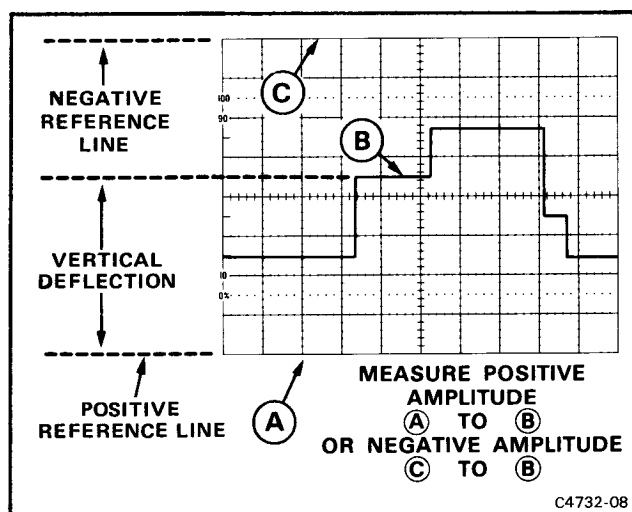 NEGATIVE
REFERENCE
LINE
VERTICAL
DEFLECTION
POSITIVE
REFERENCE LINE
C
100
90
B
10
0%
A
MEASURE POSITIVE
AMPLITUDE
Ⓐ TO Ⓑ
OR NEGATIVE AMPLITUDE
Ⓒ TO Ⓑ
C4732-08